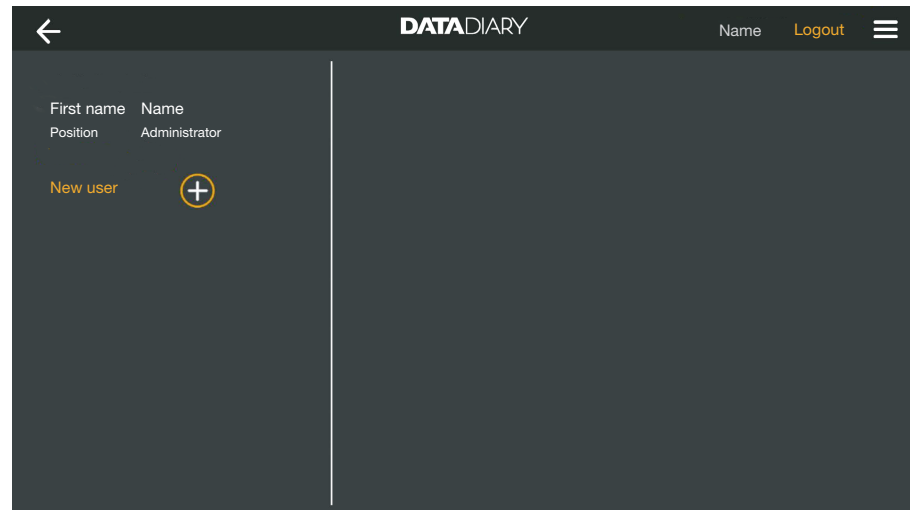 DATADIARY
Name Logout
First name Name
Position Administrator
New user